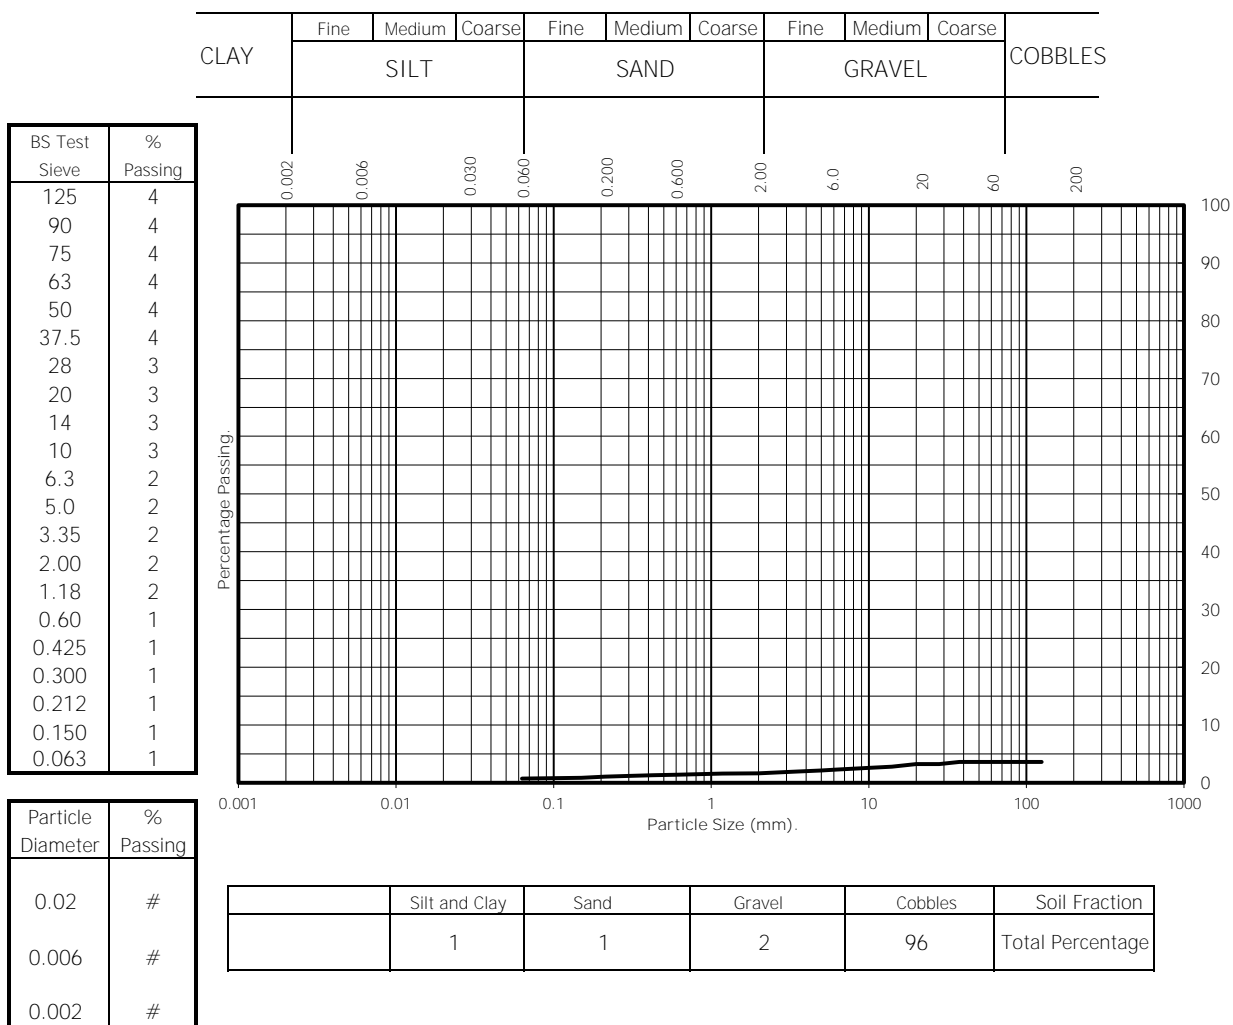 Fine Medium Coarse Fine Medium Coarse Fine Medium Coarse
CLAY SILT SAND GRAVEL COBBLES
BS Test %
Sieve Passing
125 4
90 4
75 4
63 4
50 4
37.5 4
28 3
20 3
14 3
10 3
6.3 2
5.0 2
3.35 2
2.00 2
1.18 2
0.60 1
0.425 1
0.300 1
0.212 1
0.150 1
0.063 1
0.002 0.006 0.030 0.060 0.200 0.600 2.00 6.0 20 60 200
100
90
80
70
60
50
40
30
20
10
0
Percentage Passing.
0.001 0.01 0.1 1 10 100 1000
Particle Size (mm).
Particle %
Diameter Passing
0.02 #
0.006 #
0.002 #
Silt and Clay Sand Gravel Cobbles Soil Fraction
1 1 2 96 Total Percentage